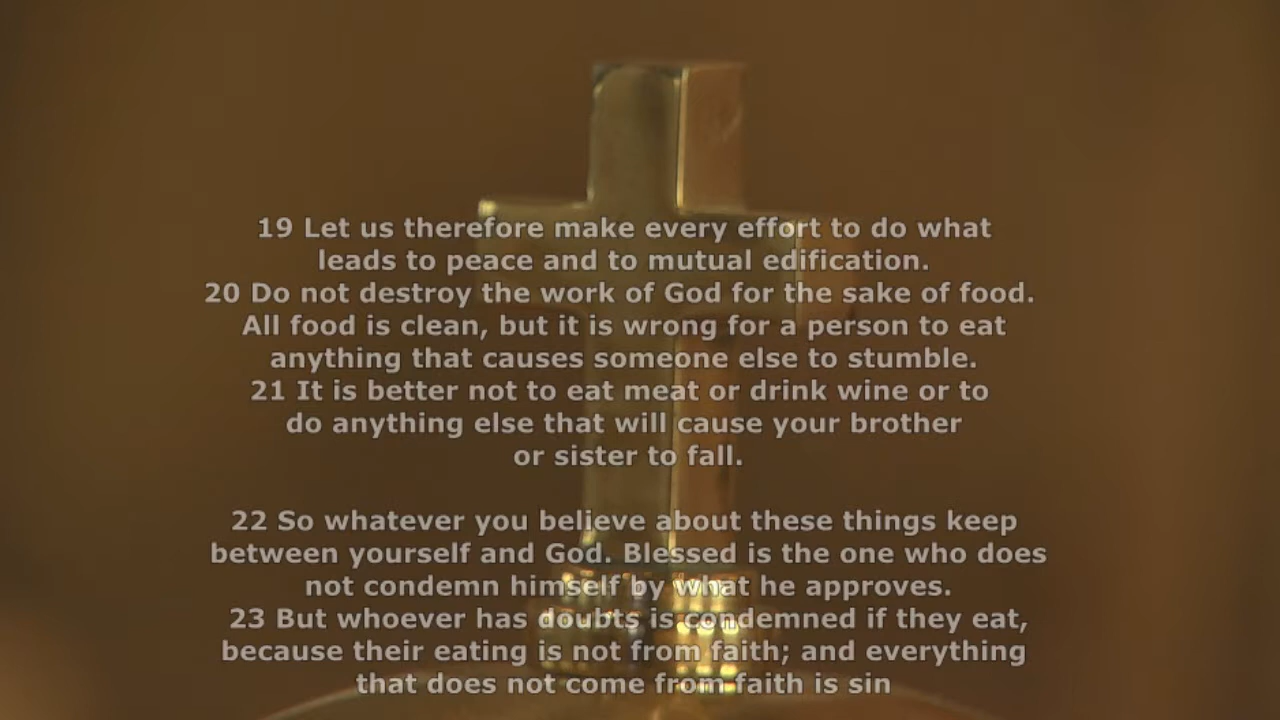 19 Let us therefore make every effort to do what
leads to peace and to mutual edification.
20 Do not destroy the work of God for the sake of food.
All food is clean, but it is wrong for a person to eat
anything that causes someone else to stumble.
21 It is better not to eat meat or drink wine or to
do anything else that will cause your brother
or sister to fall.
22 So whatever you believe about these things keep
between yourself and God. Blessed is the one who does
not condemn himself by what he approves.
23 But whoever has doubts is condemned if they eat,
because their eating is not from faith; and everything
that does not come from faith is sin